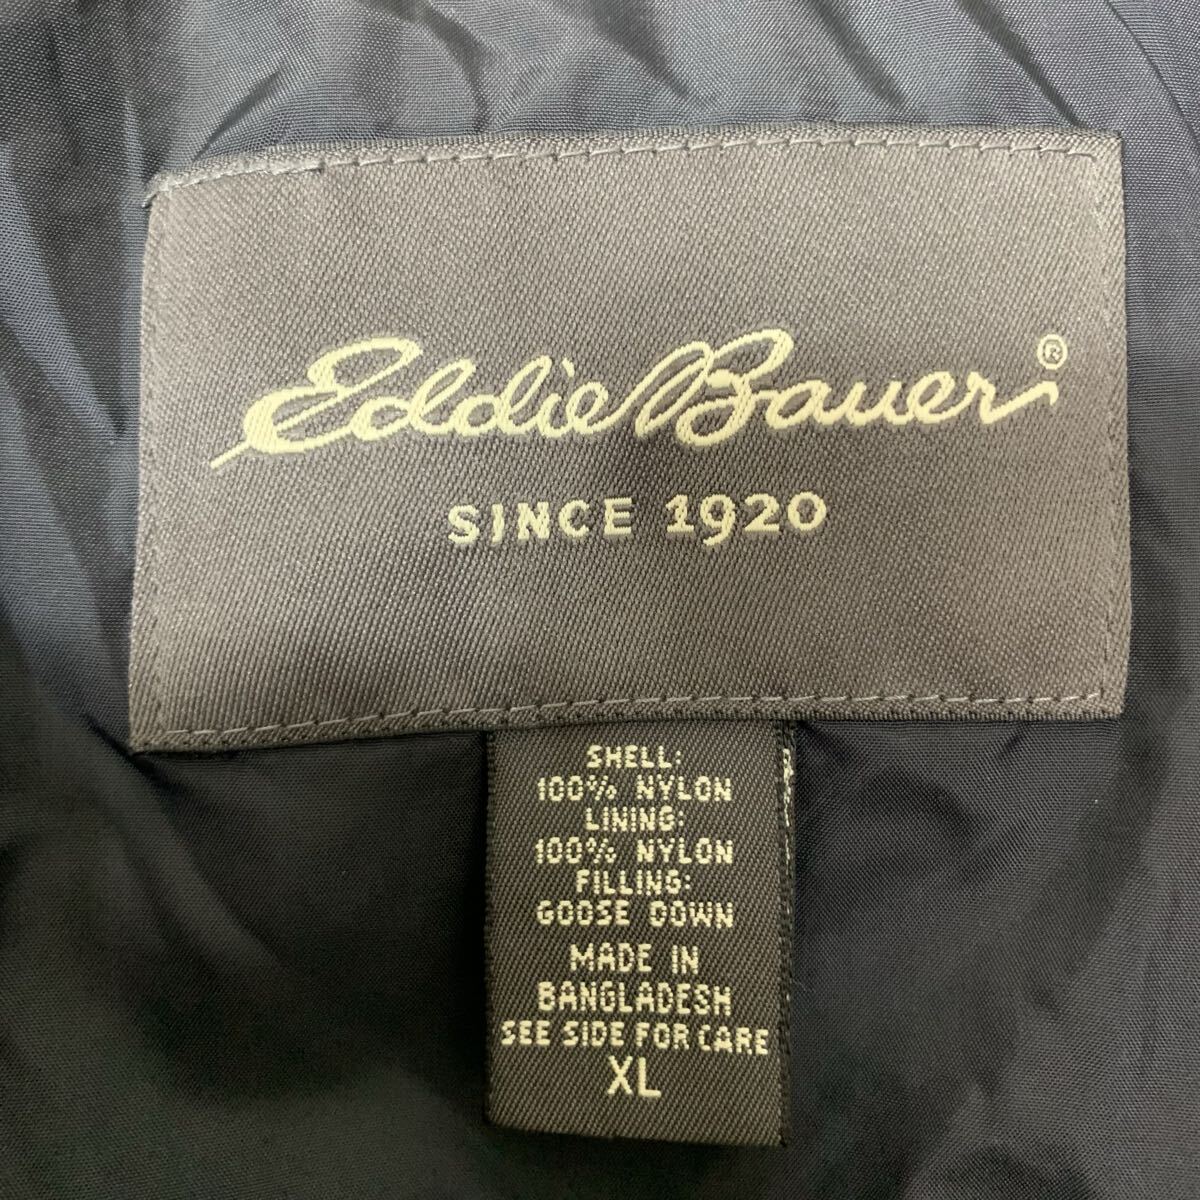 Eddie Bauer ®
SINCE 1920
SHELL:
100% NYLON
LINING:
100% NYLON
FILLING:
GOOSE DOWN
MADE IN
BANGLADESH
SEE SIDE FOR CARE
XL